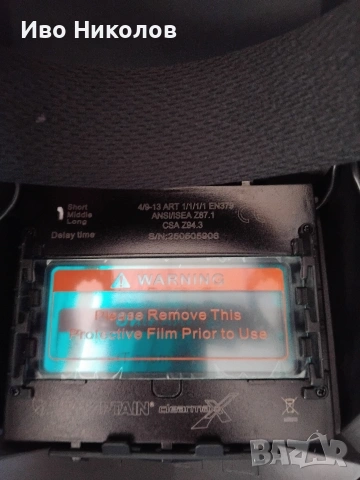 Иво Николов
Short
Middle
Long
Delay time
4/9-13 ART 1/1/1/1 EN379
ANSI/ISEA Z87.1
CSA Z94.3
S/N:250605206
WARNING
Please Remove This
Protective Film Prior to Use
BAZAR